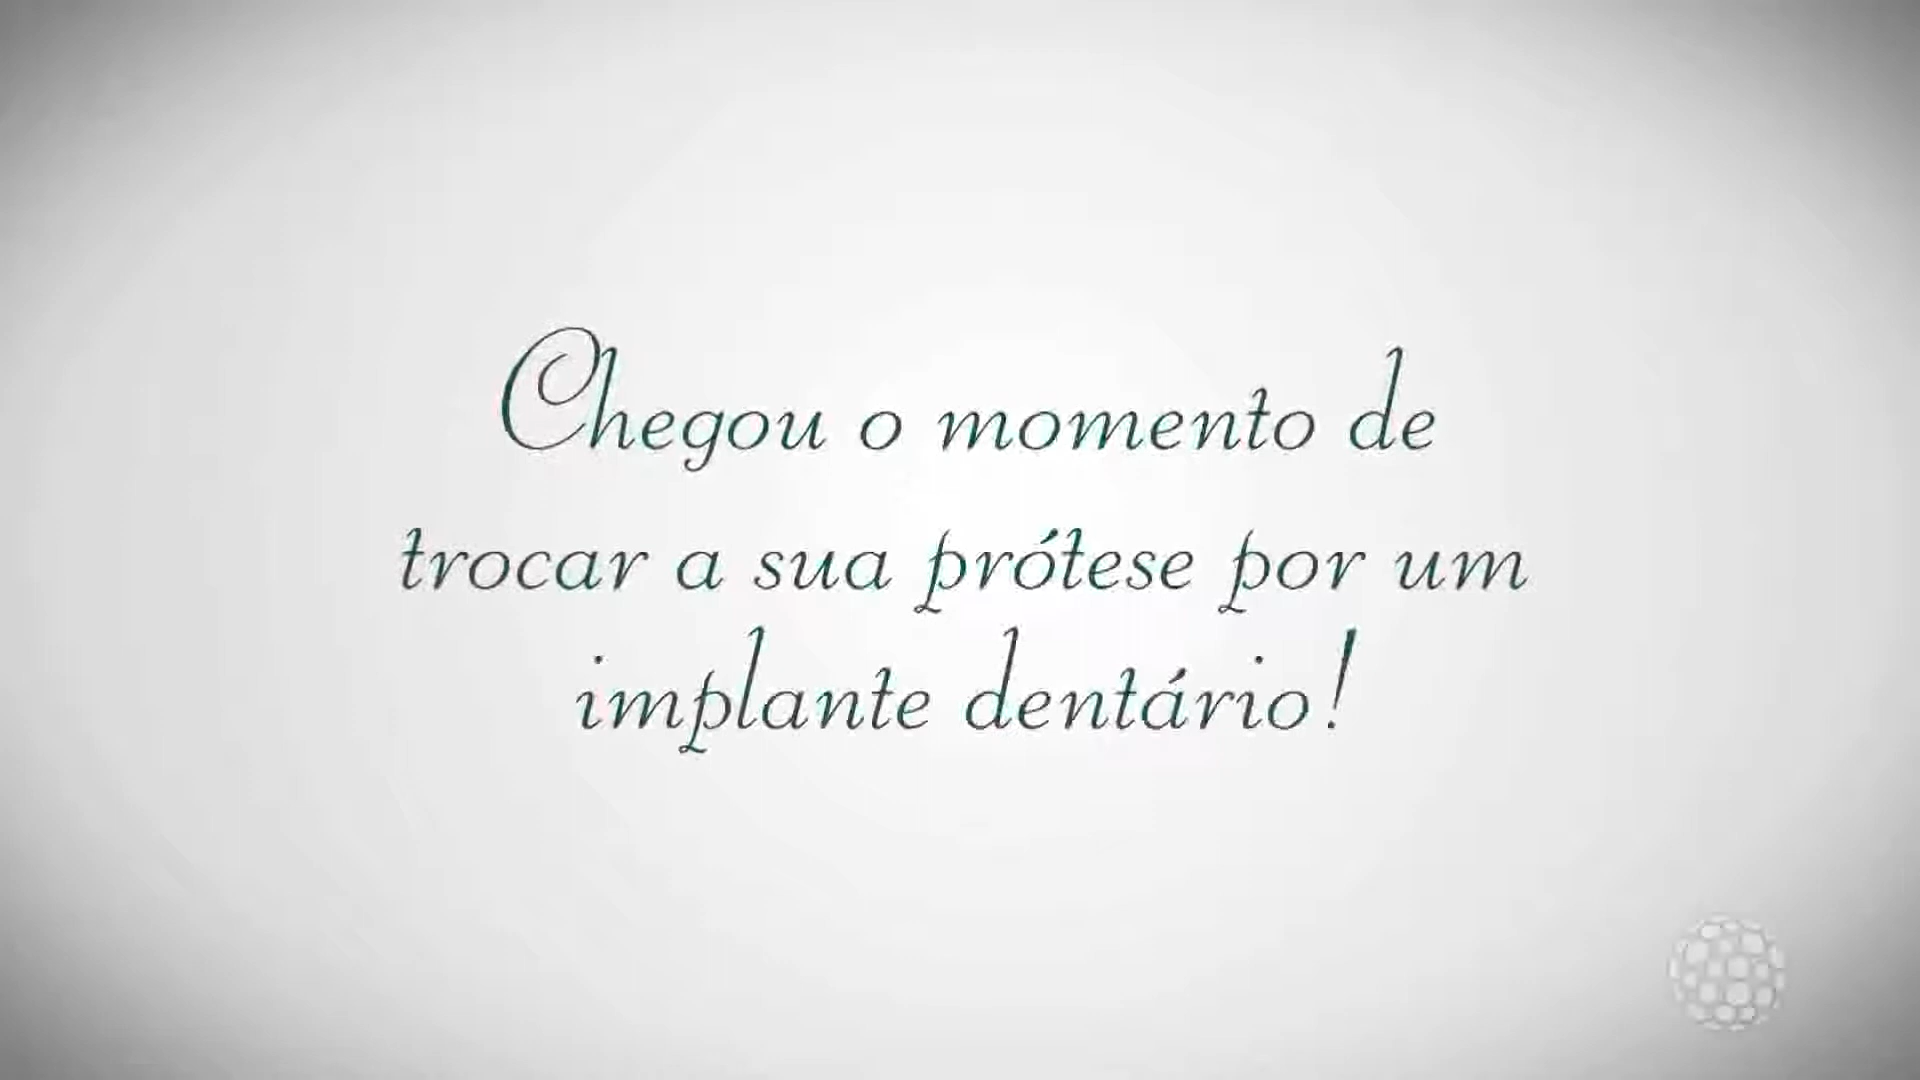 Chegou o momento de
trocar a sua prótese por um
implante dentário!